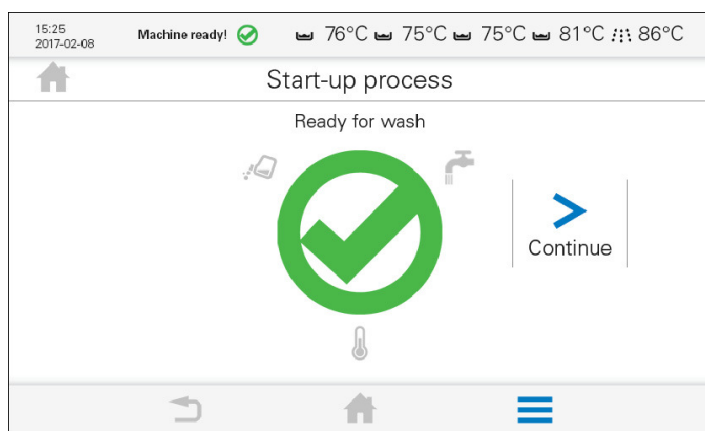 15:25
2017-02-08
Machine ready!
76°C 75°C 75°C 81°C 86°C
Start-up process
Ready for wash
Continue